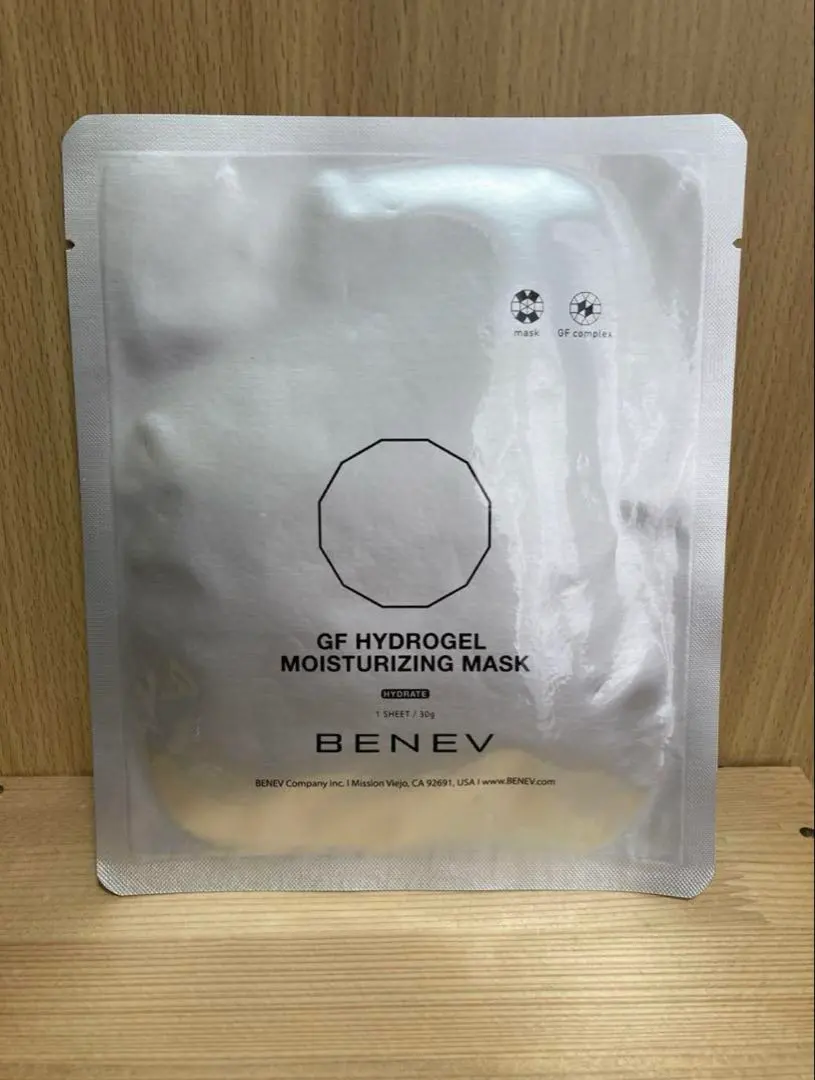 mask GF complex
GF HYDROGEL
MOISTURIZING MASK
HYDRATE
1 SHEET / 30g
BENEV
BENEV Company inc. I Mission Viejo, CA 92691, USA I www.BENEV.com